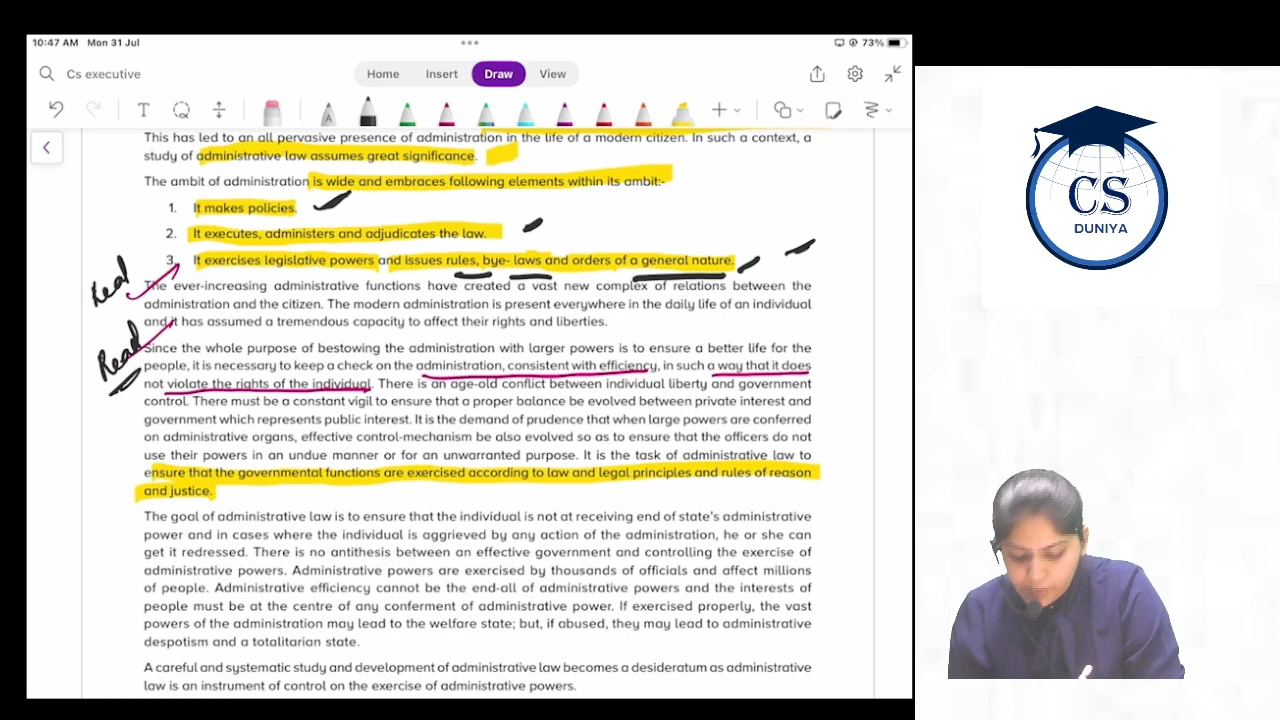 10:47 AM Mon 31 Jul
73%
Cs executive
Home Insert Draw View
This has led to an all pervasive presence of administration in the life of a modern citizen. In such a context, a
study of administrative law assumes great significance.
The ambit of administration is wide and embraces following elements within its ambit:-
1. It makes policies.
2. It executes, administers and adjudicates the law.
3. It exercises legislative powers and issues rules, bye- laws and orders of a general nature.
Read
The ever-increasing administrative functions have created a vast new complex of relations between the
administration and the citizen. The modern administration is present everywhere in the daily life of an individual
and it has assumed a tremendous capacity to affect their rights and liberties.
Read
Since the whole purpose of bestowing the administration with larger powers is to ensure a better life for the
people, it is necessary to keep a check on the administration, consistent with efficiency, in such a way that it does
not violate the rights of the individual. There is an age-old conflict between individual liberty and government
control. There must be a constant vigil to ensure that a proper balance be evolved between private interest and
government which represents public interest. It is the demand of prudence that when large powers are conferred
on administrative organs, effective control-mechanism be also evolved so as to ensure that the officers do not
use their powers in an undue manner or for an unwarranted purpose. It is the task of administrative law to
ensure that the governmental functions are exercised according to law and legal principles and rules of reason
and justice.
The goal of administrative law is to ensure that the individual is not at receiving end of state's administrative
power and in cases where the individual is aggrieved by any action of the administration, he or she can
get it redressed. There is no antithesis between an effective government and controlling the exercise of
administrative powers. Administrative powers are exercised by thousands of officials and affect millions
of people. Administrative efficiency cannot be the end-all of administrative powers and the interests of
people must be at the centre of any conferment of administrative power. If exercised properly, the vast
powers of the administration may lead to the welfare state; but, if abused, they may lead to administrative
despotism and a totalitarian state.
A careful and systematic study and development of administrative law becomes a desideratum as administrative
law is an instrument of control on the exercise of administrative powers.
CS
DUNIYA